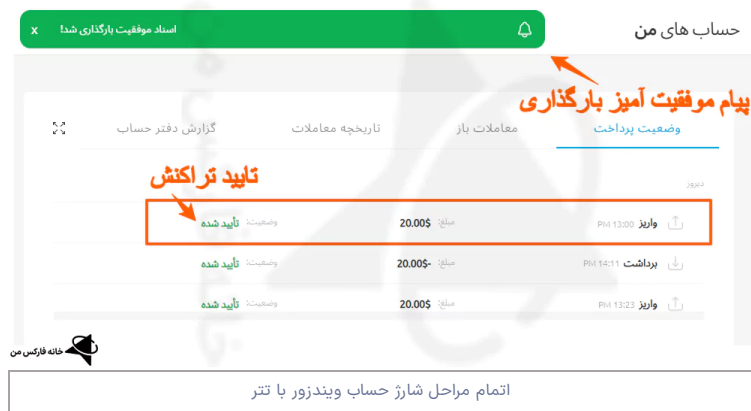 حساب های من
اسناد موفقیت بارگذاری شد! x
پیام موفقیت آمیز بارگذاری
وضعیت پرداخت معاملات باز تاریخچه معاملات گزارش دفتر حساب
تایید تراکنش
دیروز
واریز 13:00 PM مبلغ: 20.00$ وضعیت: تأیید شده
برداشت 14:11 PM مبلغ: -20.00$ وضعیت: تأیید شده
واریز 13:23 PM مبلغ: 20.00$ وضعیت: تأیید شده
خانه فارکس من
اتمام مراحل شارژ حساب ویندزور با تتر